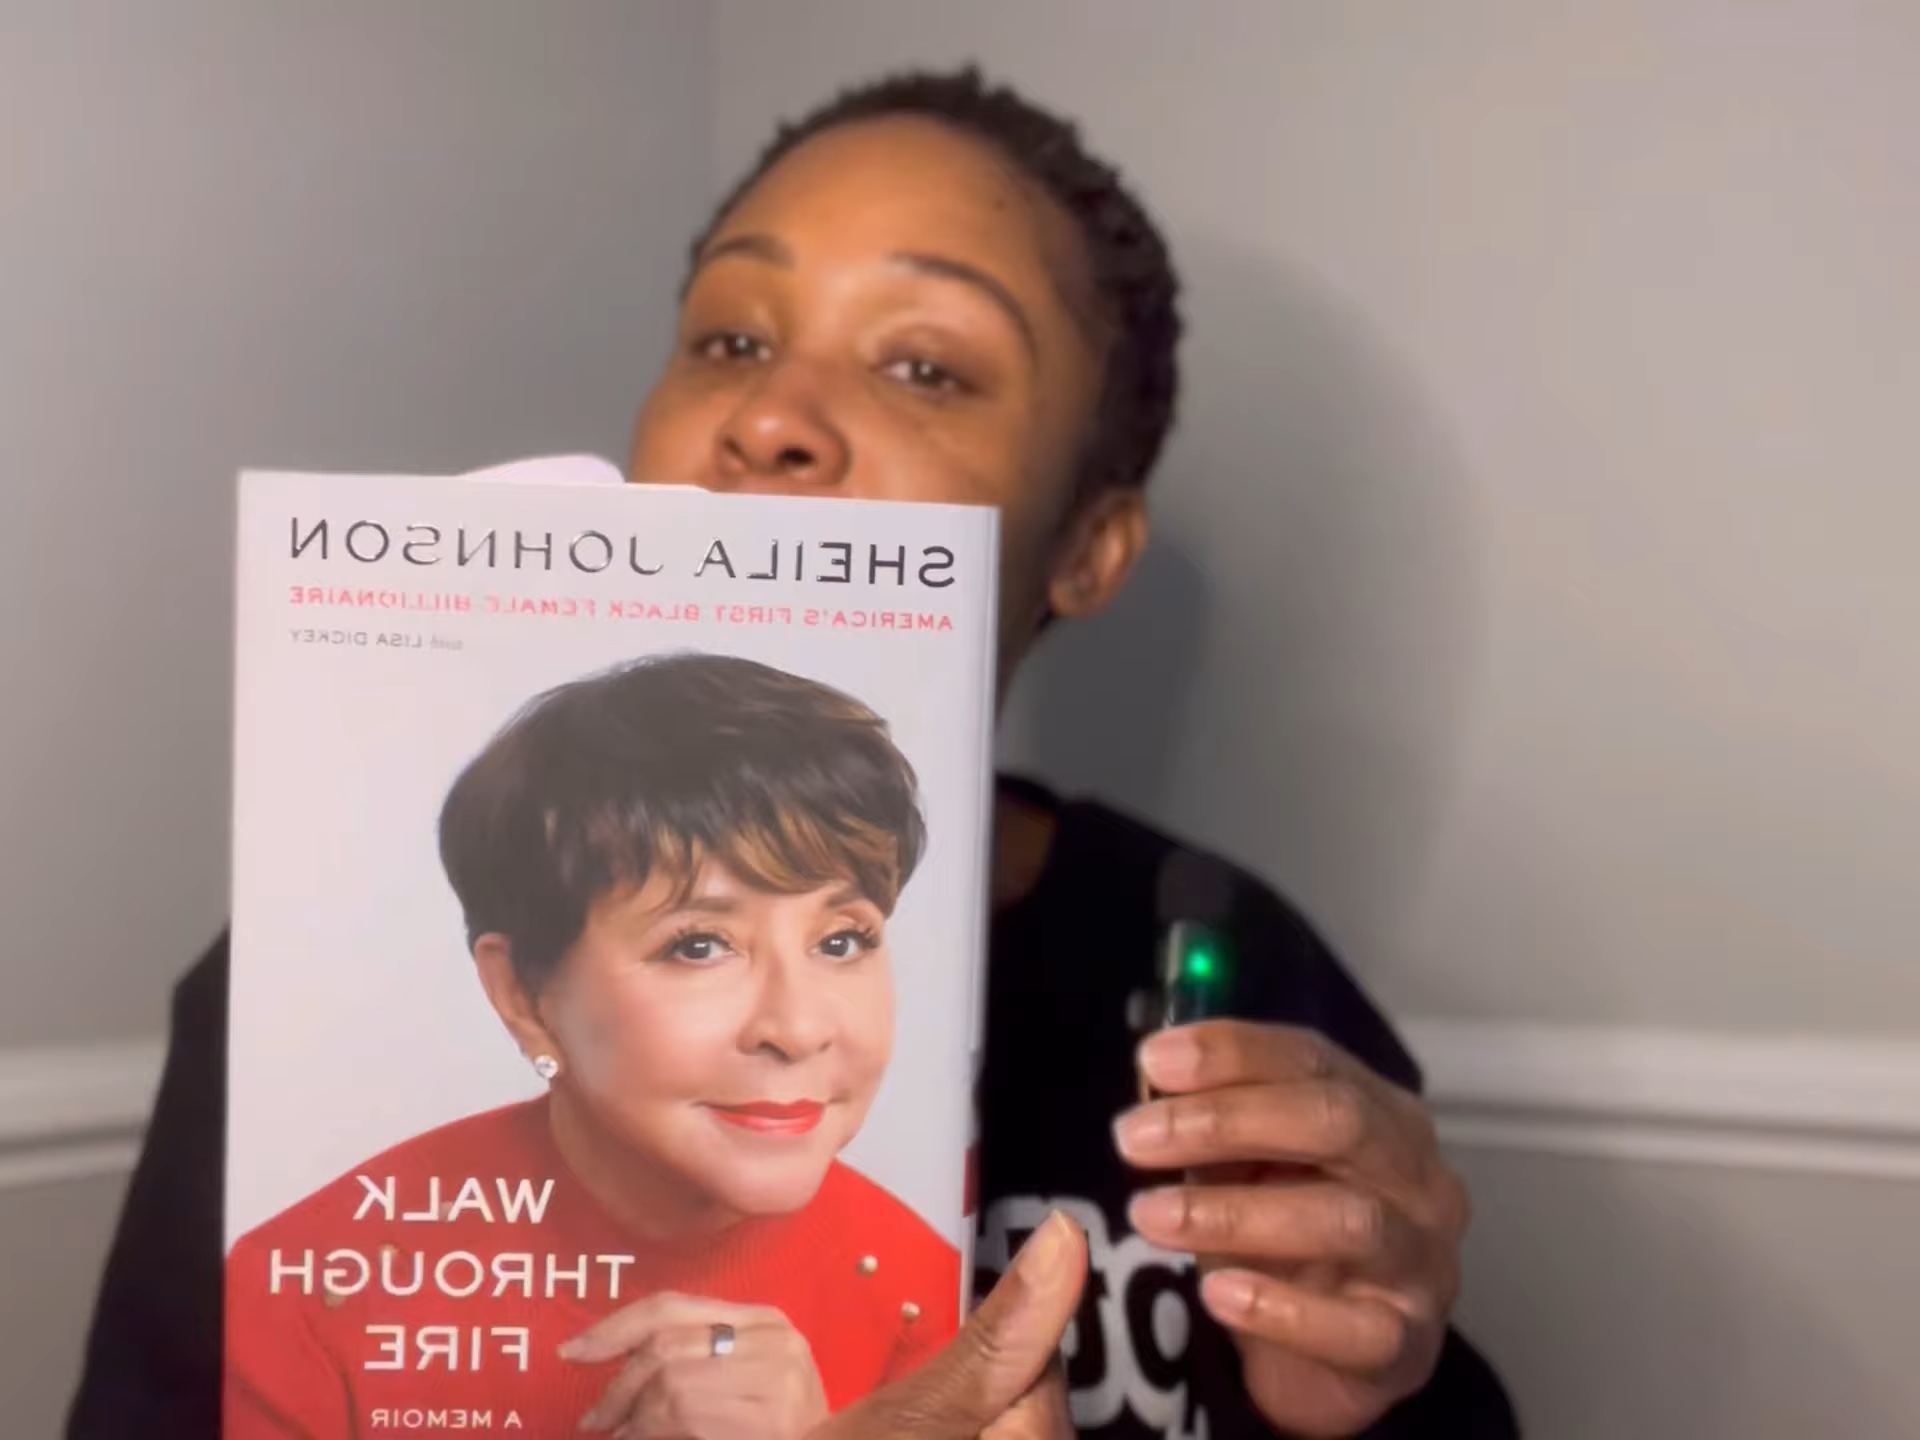 SHEILA JOHNSON
AMERICA'S FIRST BLACK FEMALE BILLIONAIRE
with LISA DICKEY
WALK
THROUGH
FIRE
A MEMOIR